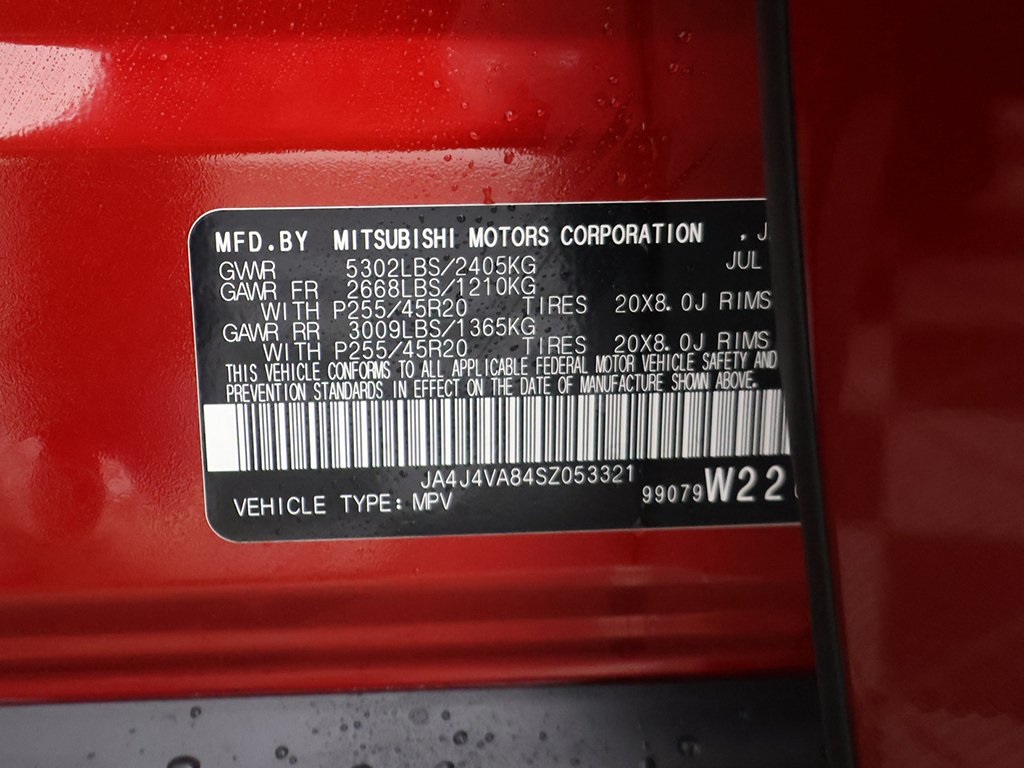 MFD.BY MITSUBISHI MOTORS CORPORATION
GVWR 5302LBS/2405KG JUL
GAWR FR 2668LBS/1210KG
WITH P255/45R20 TIRES 20X8.0J RIMS
GAWR RR 3009LBS/1365KG
WITH P255/45R20 TIRES 20X8.0J RIMS
THIS VEHICLE CONFORMS TO ALL APPLICABLE FEDERAL MOTOR VEHICLE SAFETY AND
PREVENTION STANDARDS IN EFFECT ON THE DATE OF MANUFACTURE SHOWN ABOVE.
JA4J4VA84SZ053321
VEHICLE TYPE: MPV 99079 W22